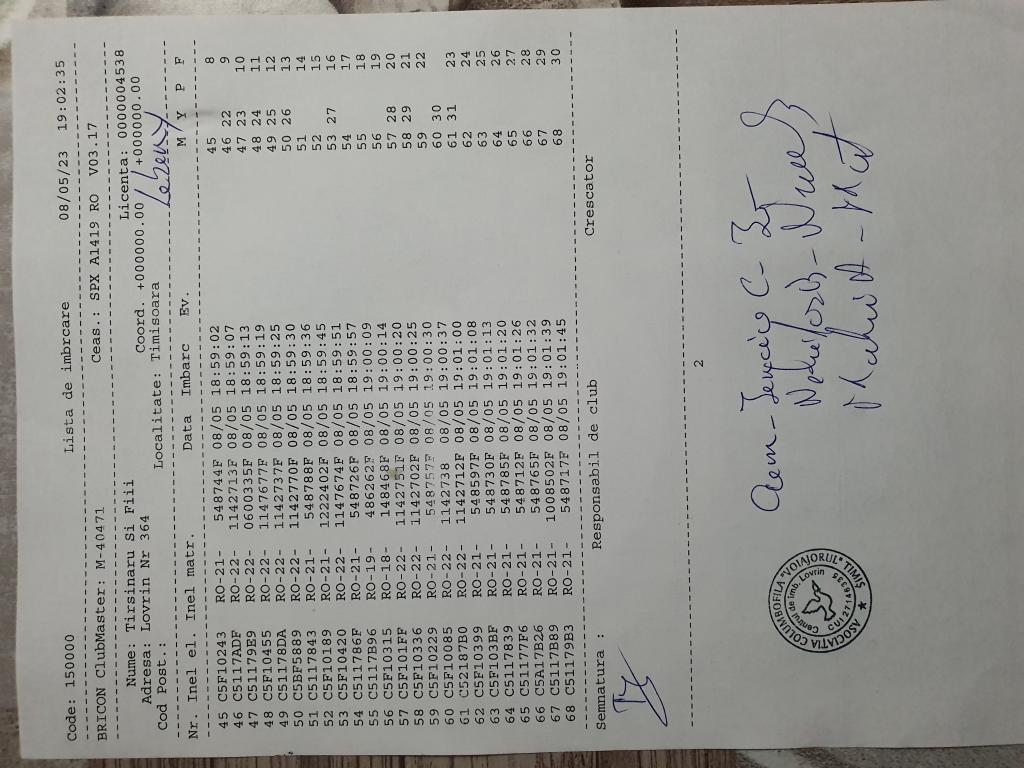 Code: 150000 Lista de imbrcare 08/05/23 19:02:35
BRICON ClubMaster: M-40471 Ceas.: SPX A1419 RO V03.17
Nume: Tirsinaru Si Fiii Licenta: 0000004538
Adresa: Lovrin Nr 364 Coord. +000000.00 +0000000.00
Cod Post.: Localitate: Timisoara
Lebeny
Nr. Inel el. Inel matr. Data Imbarc Ev. M Y P F
45 C5F10243 RO-21- 548744F 08/05 18:59:02 45 8
46 C5117ADF RO-22- 1142713F 08/05 18:59:07 46 22 9
47 C51179E9 RO-22- 0600335F 08/05 18:59:13 47 23 10
48 C5F10455 RO-22- 1147677F 08/05 18:59:19 48 24 11
49 C51178DA RO-22- 1142737F 08/05 18:59:25 49 25 12
50 C5BF5889 RO-22- 1142770F 08/05 18:59:30 50 26 13
51 C5117843 RO-21- 548788F 08/05 18:59:36 51 14
52 C5F10189 RO-21- 1222402F 08/05 18:59:45 52 15
53 C5F10420 RO-22- 1147674F 08/05 18:59:51 53 27 16
54 C511786F RO-21- 548726F 08/05 18:59:57 54 17
55 C5117B96 RO-19- 486262F 08/05 19:00:09 55 18
56 C5F10315 RO-18- 148468F 08/05 19:00:14 56 19
57 C5F101FF RO-22- 1142751F 08/05 19:00:20 57 28 20
58 C5F10336 RO-22- 1142702F 08/05 19:00:25 58 29 21
59 C5F10229 RO-21- 548757F 08/05 19:00:30 59 22
60 C5F10085 RO-22- 1142738 08/05 19:00:37 60 30
61 C52187B0 RO-22- 1142712F 08/05 19:01:00 61 31 23
62 C5F10399 RO-21- 548597F 08/05 19:01:08 62 24
63 C5F103BF RO-21- 548730F 08/05 19:01:13 63 25
64 C5117839 RO-21- 548785F 08/05 19:01:20 64 26
65 C51177F6 RO-21- 548712F 08/05 19:01:26 65 27
66 C5A17B26 RO-21- 548765F 08/05 19:01:32 66 28
67 C5117B89 RO-22- 1008502F 08/05 19:01:39 67 29
68 C51179B3 RO-21- 548717F 08/05 19:01:45 68 30
Semnatura : Responsabil de club Crescator
2
ASOCIATIA COLUMBOFILA "VOIAJORUL" TIMIS
Centrul de imb. Lovrin